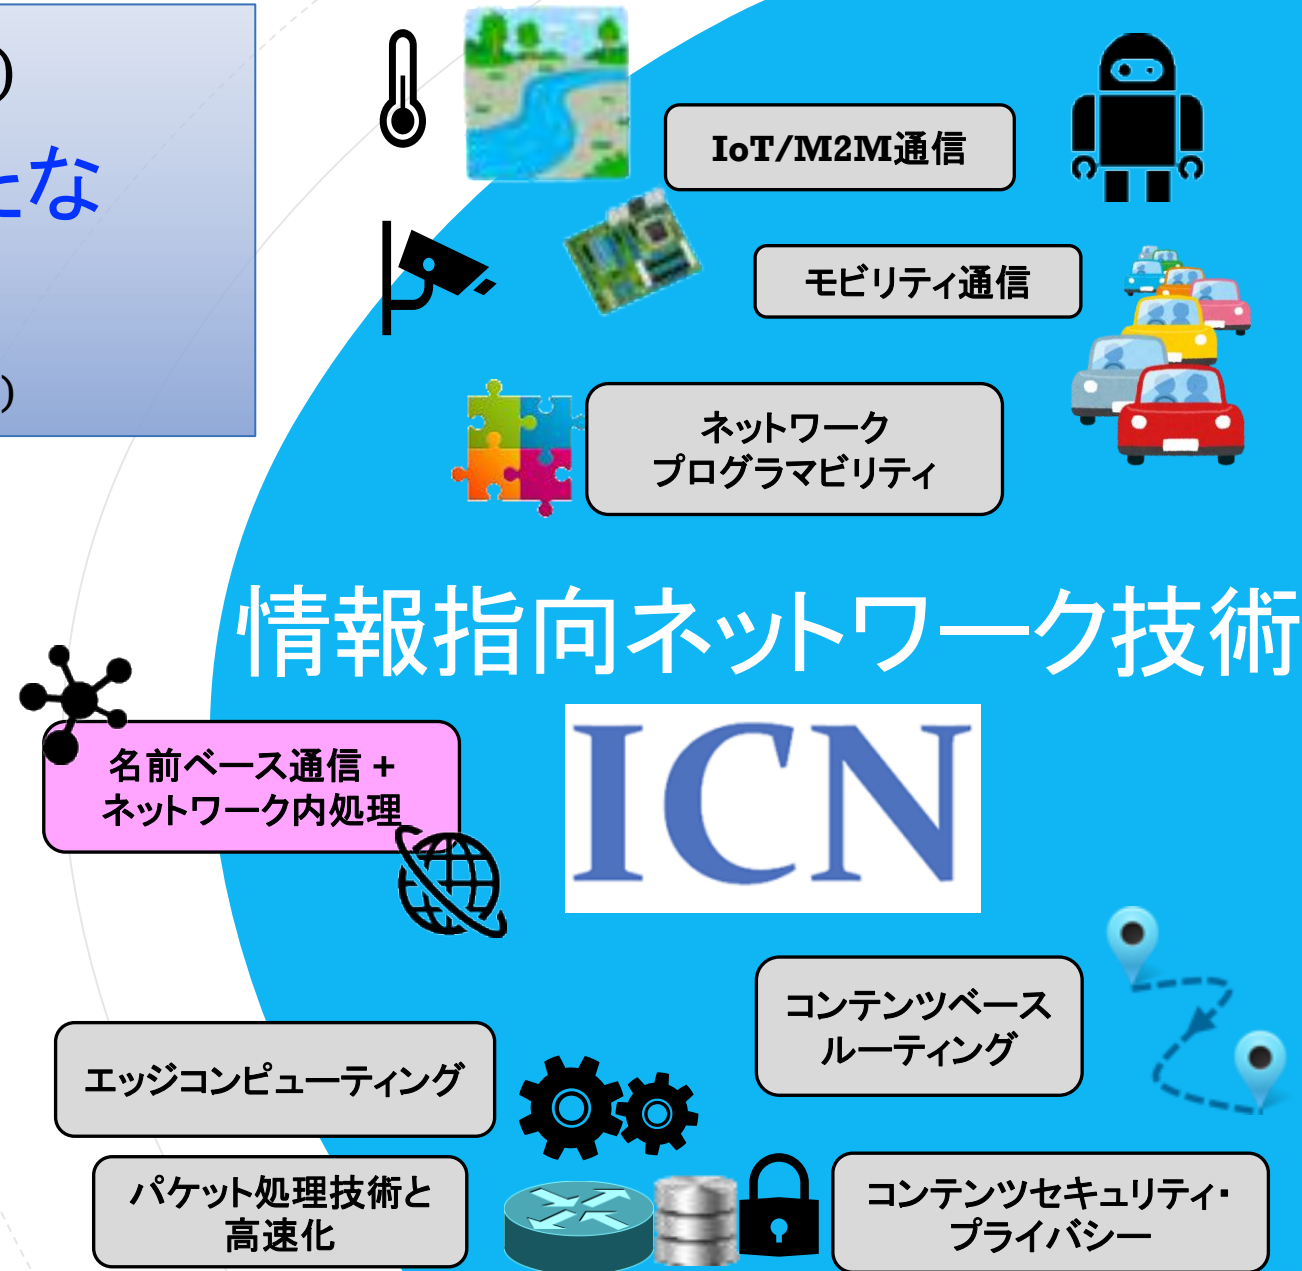 )
たな
)
IoT/M2M通信
モビリティ通信
ネットワーク
プログラマビリティ
情報指向ネットワーク技術
名前ベース通信 +
ネットワーク内処理
ICN
コンテンツベース
ルーティング
エッジコンピューティング
パケット処理技術と
高速化
コンテンツセキュリティ・
プライバシー